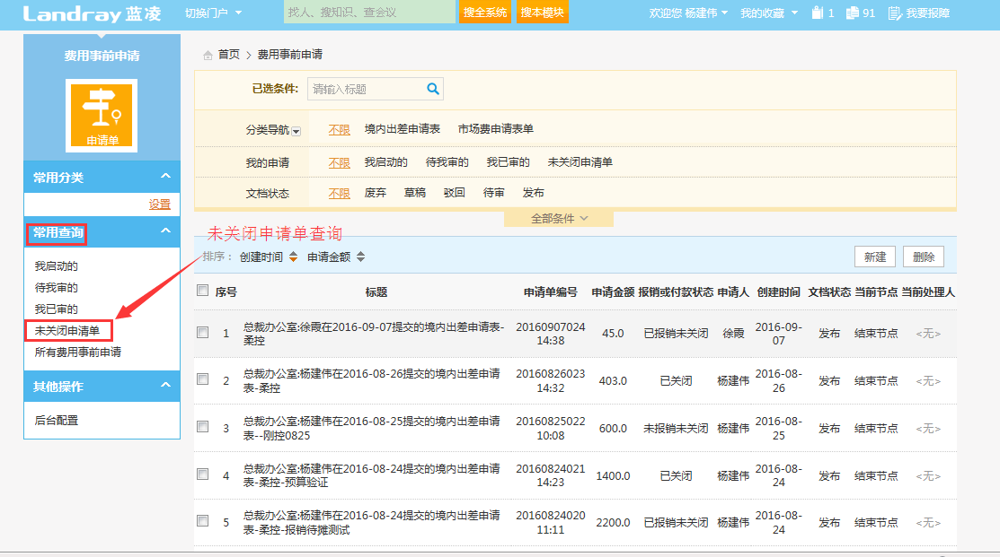 Landray 蓝凌 切换门户 找人、搜知识、查会议 搜全系统 搜本模块 欢迎您 杨建伟 我的收藏 1 91 我要报障
费用事前申请
申请单
常用分类
设置
常用查询
我启动的
待我审的
我已审的
未关闭申清单
所有费用事前申请
其他操作
后台配置
首页 > 费用事前申请
已选条件: 请输入标题
分类导航 不限 境内出差申请表 市场费申请表单
我的申请 不限 我启动的 待我审的 我已审的 未关闭申清单
文档状态 不限 废弃 草稿 驳回 待审 发布
全部条件
未关闭申请单查询
排序： 创建时间 申请金额 新建 删除
序号 标题 申请单编号 申请金额 报销或付款状态 申请人 创建时间 文档状态 当前节点 当前处理人
1 总裁办公室:徐霞在2016-09-07提交的境内出差申请表- 20160907024 45.0 已报销未关闭 徐霞 2016-09- 发布 结束节点 <无>
柔控 14:38 07
2 总裁办公室:杨建伟在2016-08-26提交的境内出差申请 20160826023 403.0 已关闭 杨建伟 2016-08- 发布 结束节点 <无>
表-柔控 14:32 26
3 总裁办公室:杨建伟在2016-08-25提交的境内出差申请 20160825022 600.0 未报销未关闭 杨建伟 2016-08- 发布 结束节点 <无>
表--刚控0825 10:08 25
4 总裁办公室:杨建伟在2016-08-24提交的境内出差申请 20160824021 1400.0 已关闭 杨建伟 2016-08- 发布 结束节点 <无>
表-柔控-预算验证 14:23 24
5 总裁办公室:杨建伟在2016-08-24提交的境内出差申请 20160824020 2200.0 已报销未关闭 杨建伟 2016-08- 发布 结束节点 <无>
表-柔控-报销待摊测试 11:11 24